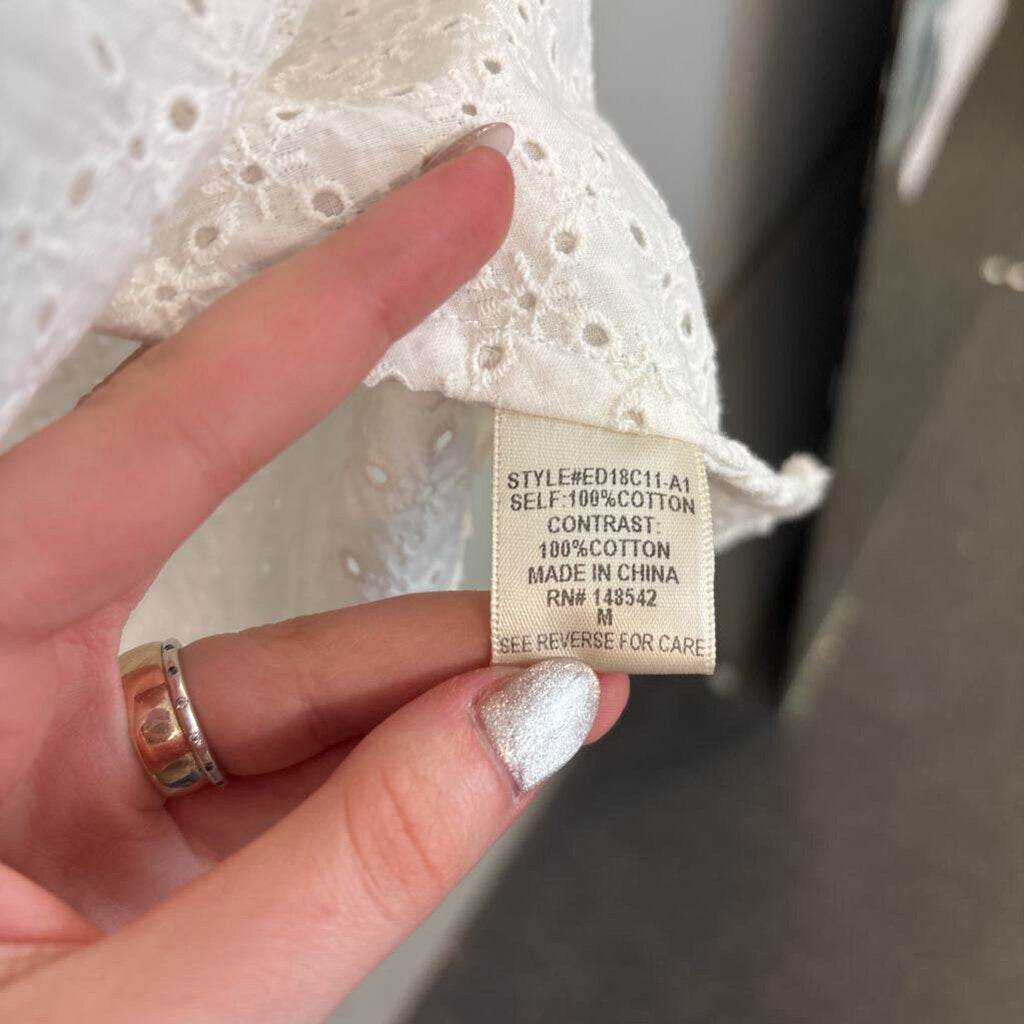 STYLE#ED18C11-A1
SELF:100%COTTON
CONTRAST:
100%COTTON
MADE IN CHINA
RN# 148542
M
SEE REVERSE FOR CARE